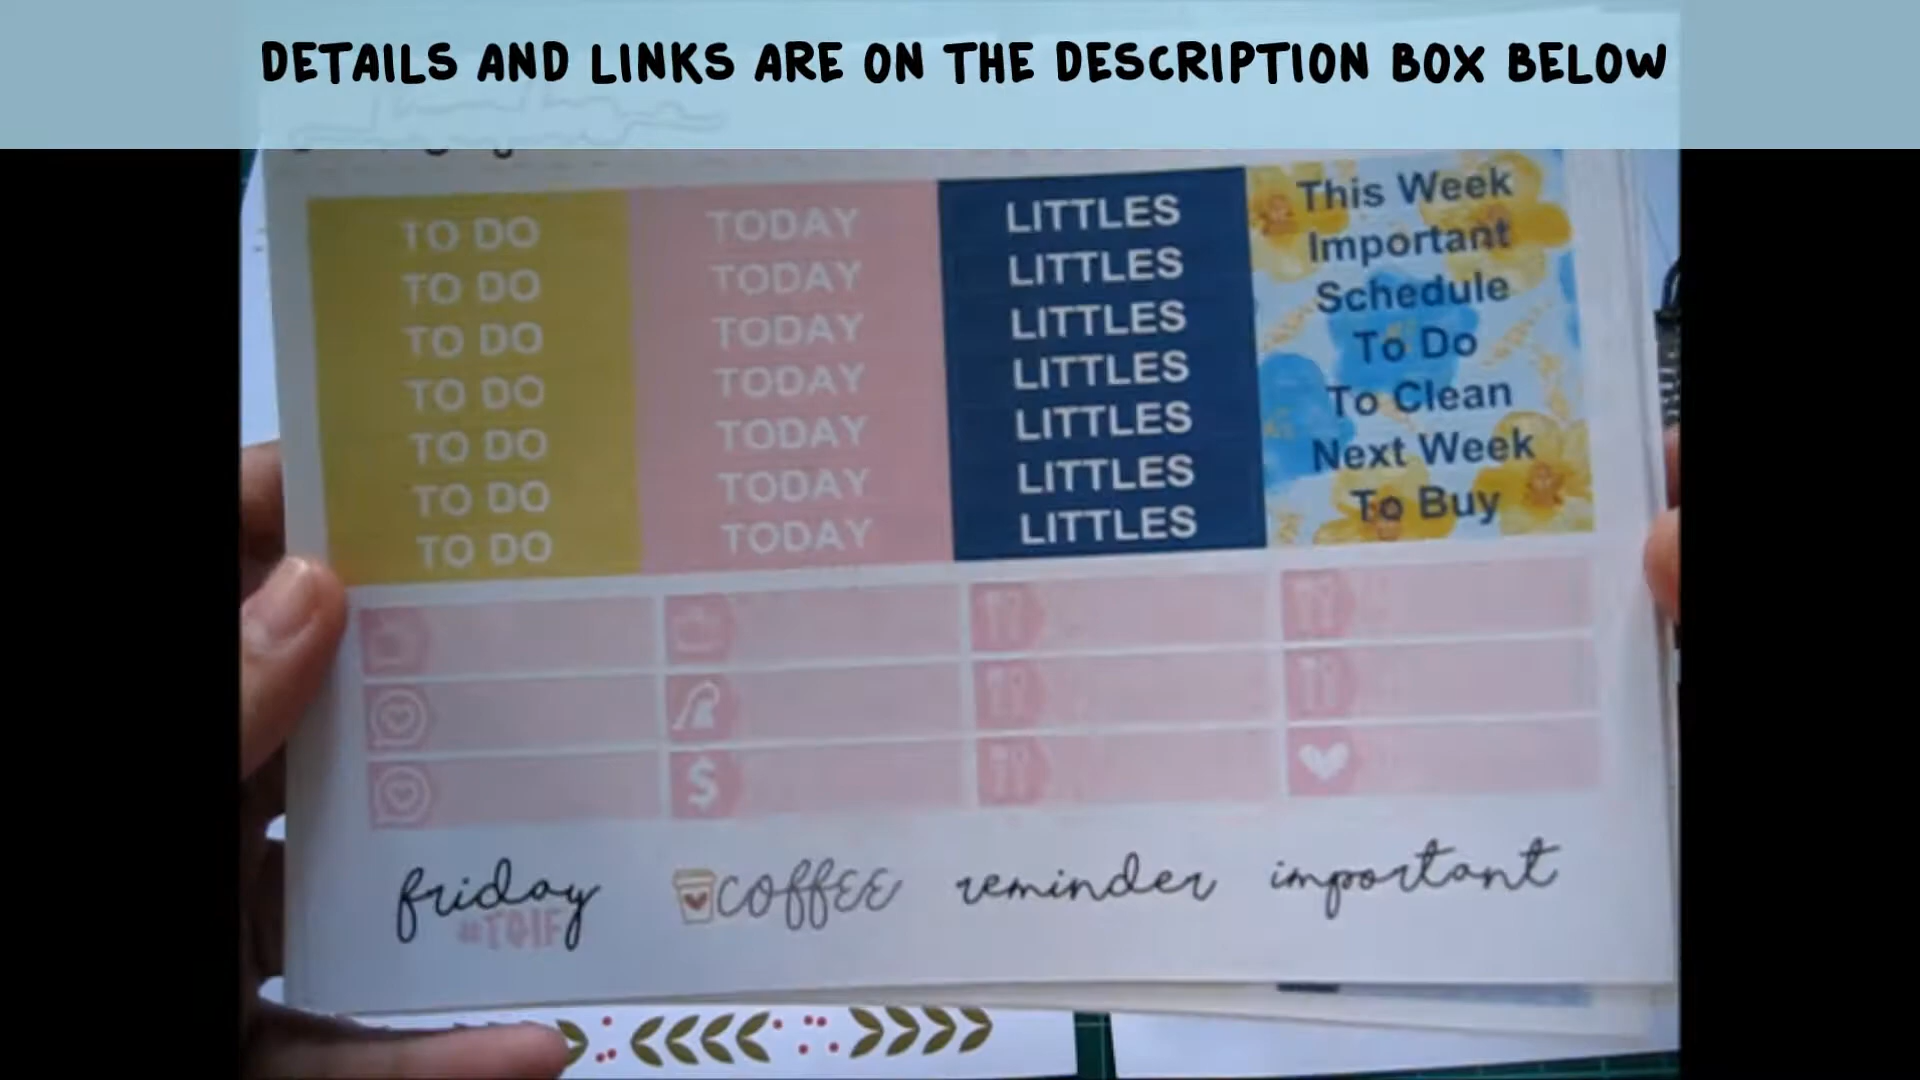 DETAILS AND LINKS ARE ON THE DESCRIPTION BOX BELOW
TO DO
TO DO
TO DO
TO DO
TO DO
TO DO
TO DO
TODAY
TODAY
TODAY
TODAY
TODAY
TODAY
TODAY
LITTLES
LITTLES
LITTLES
LITTLES
LITTLES
LITTLES
LITTLES
This Week
Important
Schedule
To Do
To Clean
Next Week
To Buy
$
friday
#TGIF
coffee
reminder
important